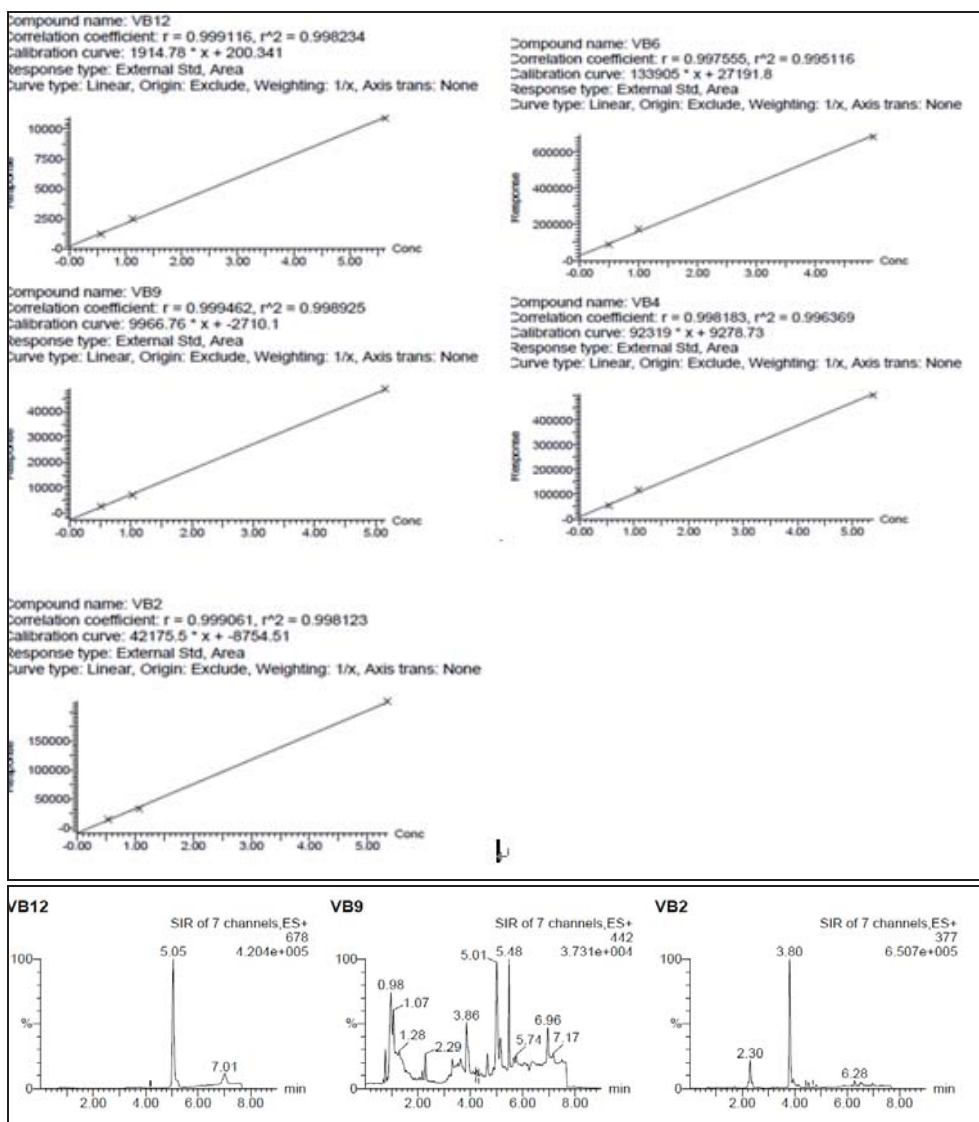 Compound name: VB12
Correlation coefficient: r = 0.999116, r^2 = 0.998234
Calibration curve: 1914.78 * x + 200.341
Response type: External Std, Area
Curve type: Linear, Origin: Exclude, Weighting: 1/x, Axis trans: None
10000
7500
5000
2500
-0
Response
-0.00 1.00 2.00 3.00 4.00 5.00 Conc
Compound name: VB6
Correlation coefficient: r = 0.997555, r^2 = 0.995116
Calibration curve: 133905 * x + 27191.8
Response type: External Std, Area
Curve type: Linear, Origin: Exclude, Weighting: 1/x, Axis trans: None
600000
400000
200000
-0
Response
-0.00 1.00 2.00 3.00 4.00 Conc
Compound name: VB9
Correlation coefficient: r = 0.999462, r^2 = 0.998925
Calibration curve: 9966.76 * x + -2710.1
Response type: External Std, Area
Curve type: Linear, Origin: Exclude, Weighting: 1/x, Axis trans: None
40000
30000
20000
10000
-0
Response
-0.00 1.00 2.00 3.00 4.00 5.00 Conc
Compound name: VB4
Correlation coefficient: r = 0.998183, r^2 = 0.996369
Calibration curve: 92319 * x + 9278.73
Response type: External Std, Area
Curve type: Linear, Origin: Exclude, Weighting: 1/x, Axis trans: None
400000
300000
200000
100000
-0
Response
-0.00 1.00 2.00 3.00 4.00 5.00 Conc
Compound name: VB2
Correlation coefficient: r = 0.999061, r^2 = 0.998123
Calibration curve: 42175.5 * x + -8754.51
Response type: External Std, Area
Curve type: Linear, Origin: Exclude, Weighting: 1/x, Axis trans: None
150000
100000
50000
-0
Response
-0.00 1.00 2.00 3.00 4.00 5.00 Conc
VB12
SIR of 7 channels,ES+
678
4.204e+005
5.05
100
%
7.01
0
2.00 4.00 6.00 8.00 min
VB9
SIR of 7 channels,ES+
442
3.731e+004
5.01 5.48
100
0.98
1.07
%
1.28
2.29
3.86
5.74
6.96
7.17
0
2.00 4.00 6.00 8.00 min
VB2
SIR of 7 channels,ES+
377
6.507e+005
3.80
100
%
2.30
6.28
0
2.00 4.00 6.00 8.00 min